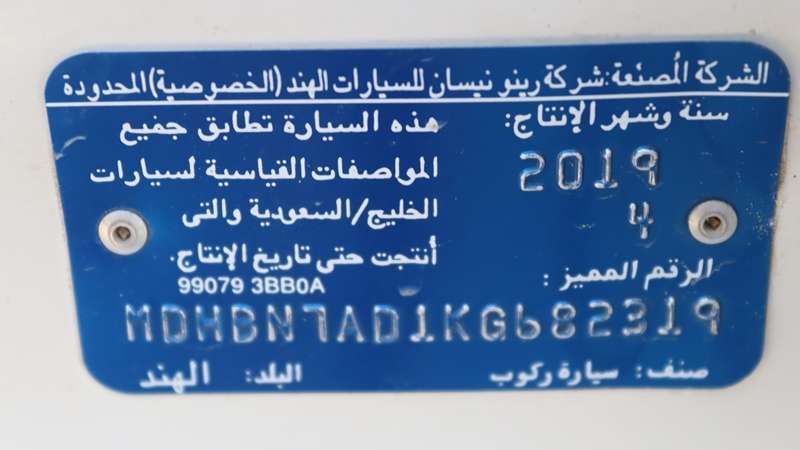 الشركة المُصنعة: شركة رينو نيسان للسيارات الهند (الخصوصية) المحدودة
سنة وشهر الإنتاج:
2019
4
هذه السيارة تطابق جميع
المواصفات القياسية لسيارات
الخليج/السعودية والتى
أنتجت حتى تاريخ الإنتاج.
99079 3BB0A
الرقم المميز :
MDHBN7AD1KG682319
صنف: سيارة ركوب
البلد: الهند